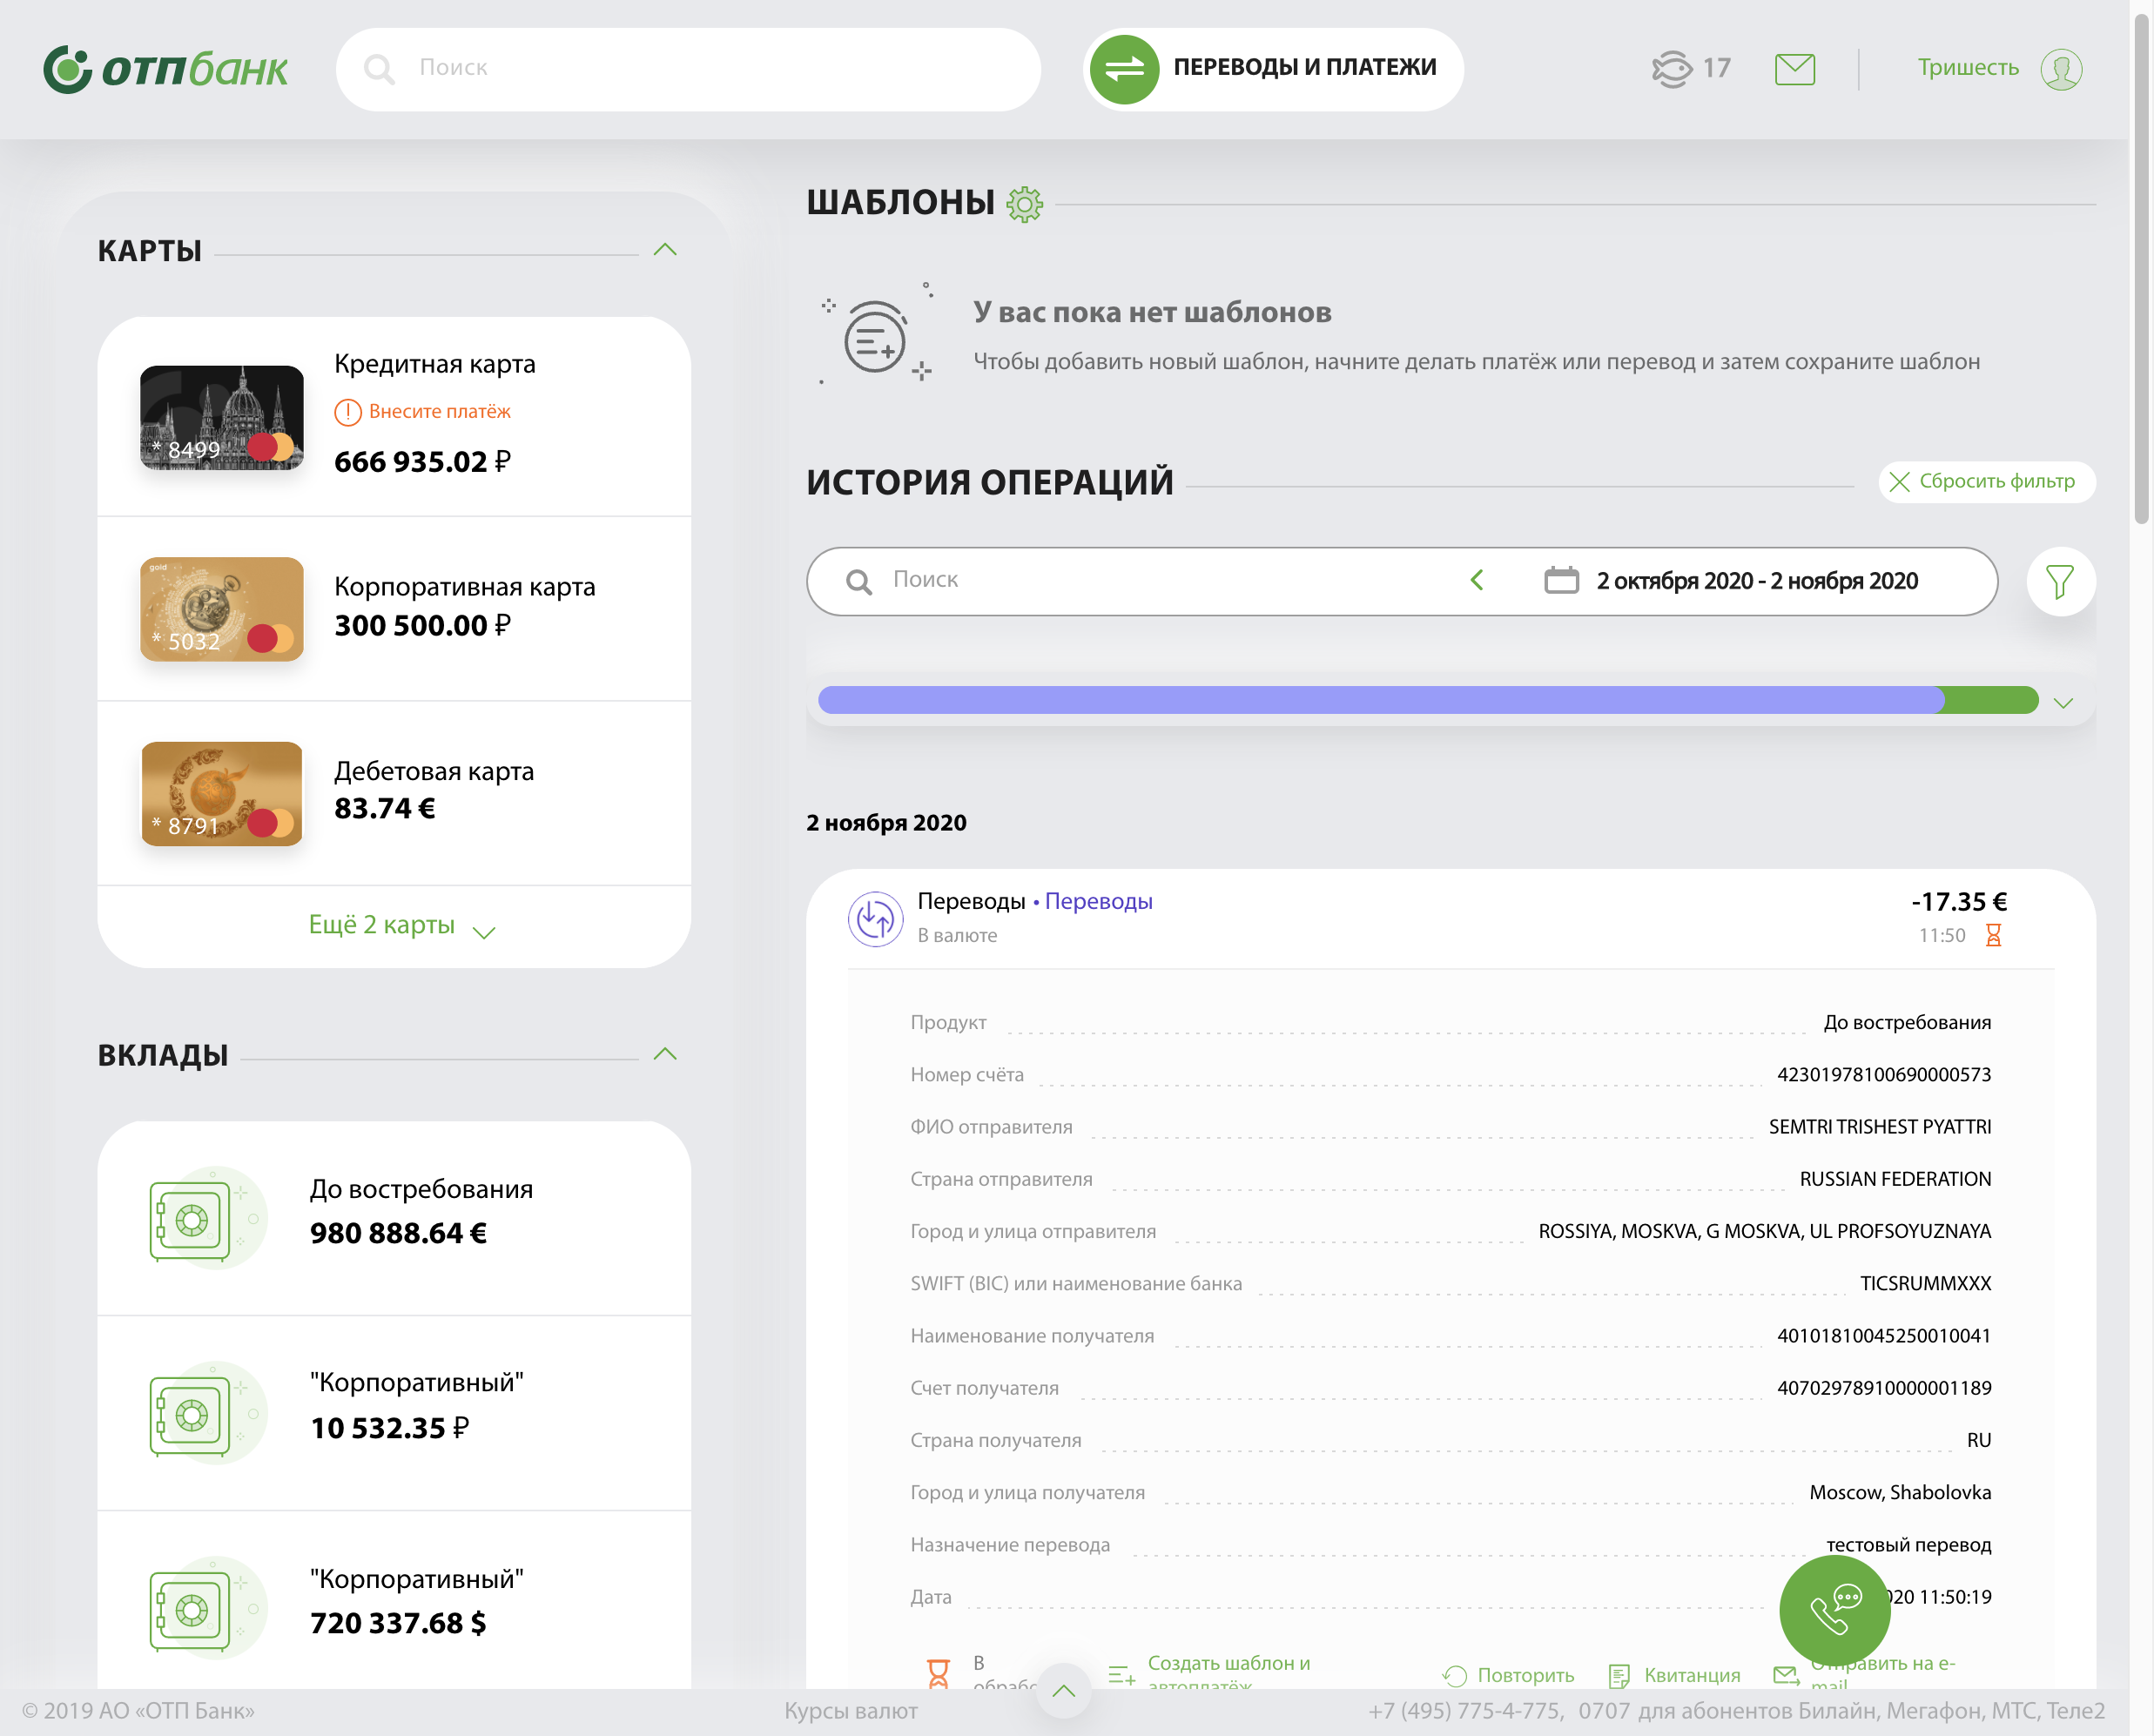 отпбанк
Поиск
ПЕРЕВОДЫ И ПЛАТЕЖИ
17
Тришесть
КАРТЫ
Кредитная карта
Внесите платёж
* 8499
666 935.02 ₽
gold
Корпоративная карта
* 5032
300 500.00 ₽
Дебетовая карта
* 8791
83.74 €
Ещё 2 карты
ВКЛАДЫ
До востребования
980 888.64 €
"Корпоративный"
10 532.35 ₽
"Корпоративный"
720 337.68 $
ШАБЛОНЫ
У вас пока нет шаблонов
Чтобы добавить новый шаблон, начните делать платёж или перевод и затем сохраните шаблон
ИСТОРИЯ ОПЕРАЦИЙ
Сбросить фильтр
Поиск
2 октября 2020 - 2 ноября 2020
2 ноября 2020
Переводы • Переводы -17.35 €
В валюте 11:50
Продукт До востребования
Номер счёта 42301978100690000573
ФИО отправителя SEMTRI TRISHEST PYATTRI
Страна отправителя RUSSIAN FEDERATION
Город и улица отправителя ROSSIYA, MOSKVA, G MOSKVA, UL PROFSOYUZNAYA
SWIFT (BIC) или наименование банка TICSRUMMXXX
Наименование получателя 40101810045250010041
Счет получателя 40702978910000001189
Страна получателя RU
Город и улица получателя Moscow, Shabolovka
Назначение перевода тестовый перевод
Дата 020 11:50:19
В
обрабо
Создать шаблон и
автоплатёж
Повторить
Квитанция
Отправить на e-
mail
© 2019 АО «ОТП Банк»
Курсы валют
+7 (495) 775-4-775, 0707 для абонентов Билайн, Мегафон, МТС, Теле2